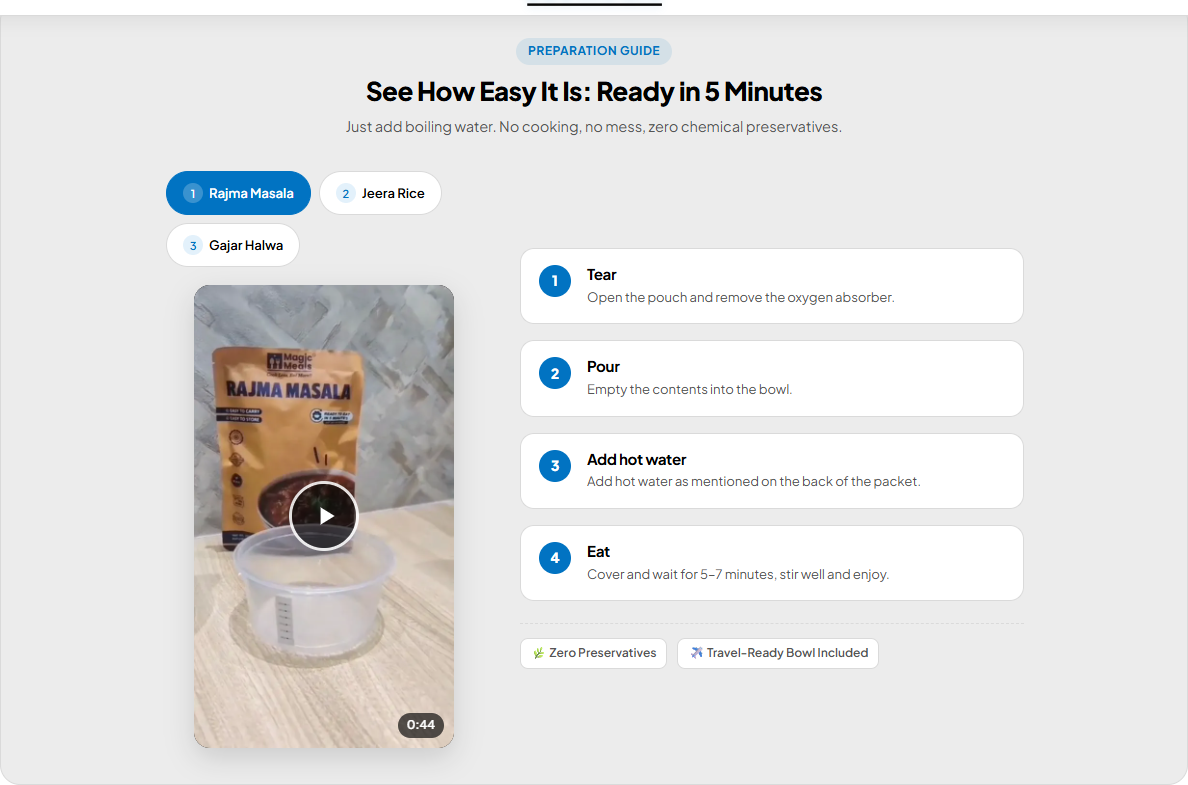 PREPARATION GUIDE
See How Easy It Is: Ready in 5 Minutes
Just add boiling water. No cooking, no mess, zero chemical preservatives.
1 Rajma Masala
2 Jeera Rice
3 Gajar Halwa
Magic
Meals
RAJMA MASALA
0:44
1
Tear
Open the pouch and remove the oxygen absorber.
2
Pour
Empty the contents into the bowl.
3
Add hot water
Add hot water as mentioned on the back of the packet.
4
Eat
Cover and wait for 5–7 minutes, stir well and enjoy.
Zero Preservatives
Travel-Ready Bowl Included